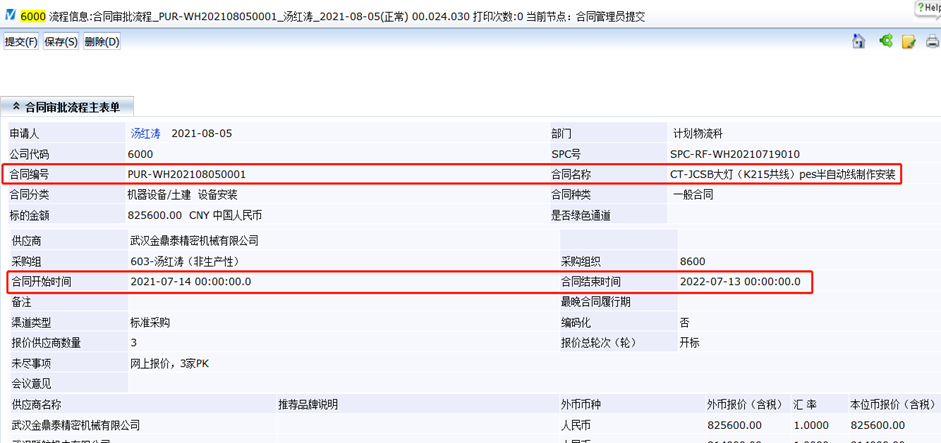 6000 流程信息:合同审批流程_PUR-WH202108050001_汤红涛_2021-08-05(正常) 00.024.030 打印次数:0 当前节点：合同管理员提交
Help
提交(F) 保存(S) 删除(D)
合同审批流程主表单
申请人 汤红涛 2021-08-05 部门 计划物流科
公司代码 6000 SPC号 SPC-RF-WH20210719010
合同编号 PUR-WH202108050001 合同名称 CT-JCSB大灯（K215共线）pes半自动线制作安装
合同分类 机器设备/土建 设备安装 合同种类 一般合同
标的金额 825600.00 CNY 中国人民币 是否绿色通道
供应商 武汉金鼎泰精密机械有限公司
采购组 603-汤红涛（非生产性） 采购组织 8600
合同开始时间 2021-07-14 00:00:00.0 合同结束时间 2022-07-13 00:00:00.0
备注 最晚合同履行期
渠道类型 标准采购 编码化 否
报价供应商数量 3 报价总轮次（轮） 开标
未尽事项 网上报价，3家PK
会议意见
供应商名称 推荐品牌说明 外币币种 外币报价（含税） 汇 率 本位币报价（含税）
武汉金鼎泰精密机械有限公司 人民币 825600.00 1.0000 825600.00